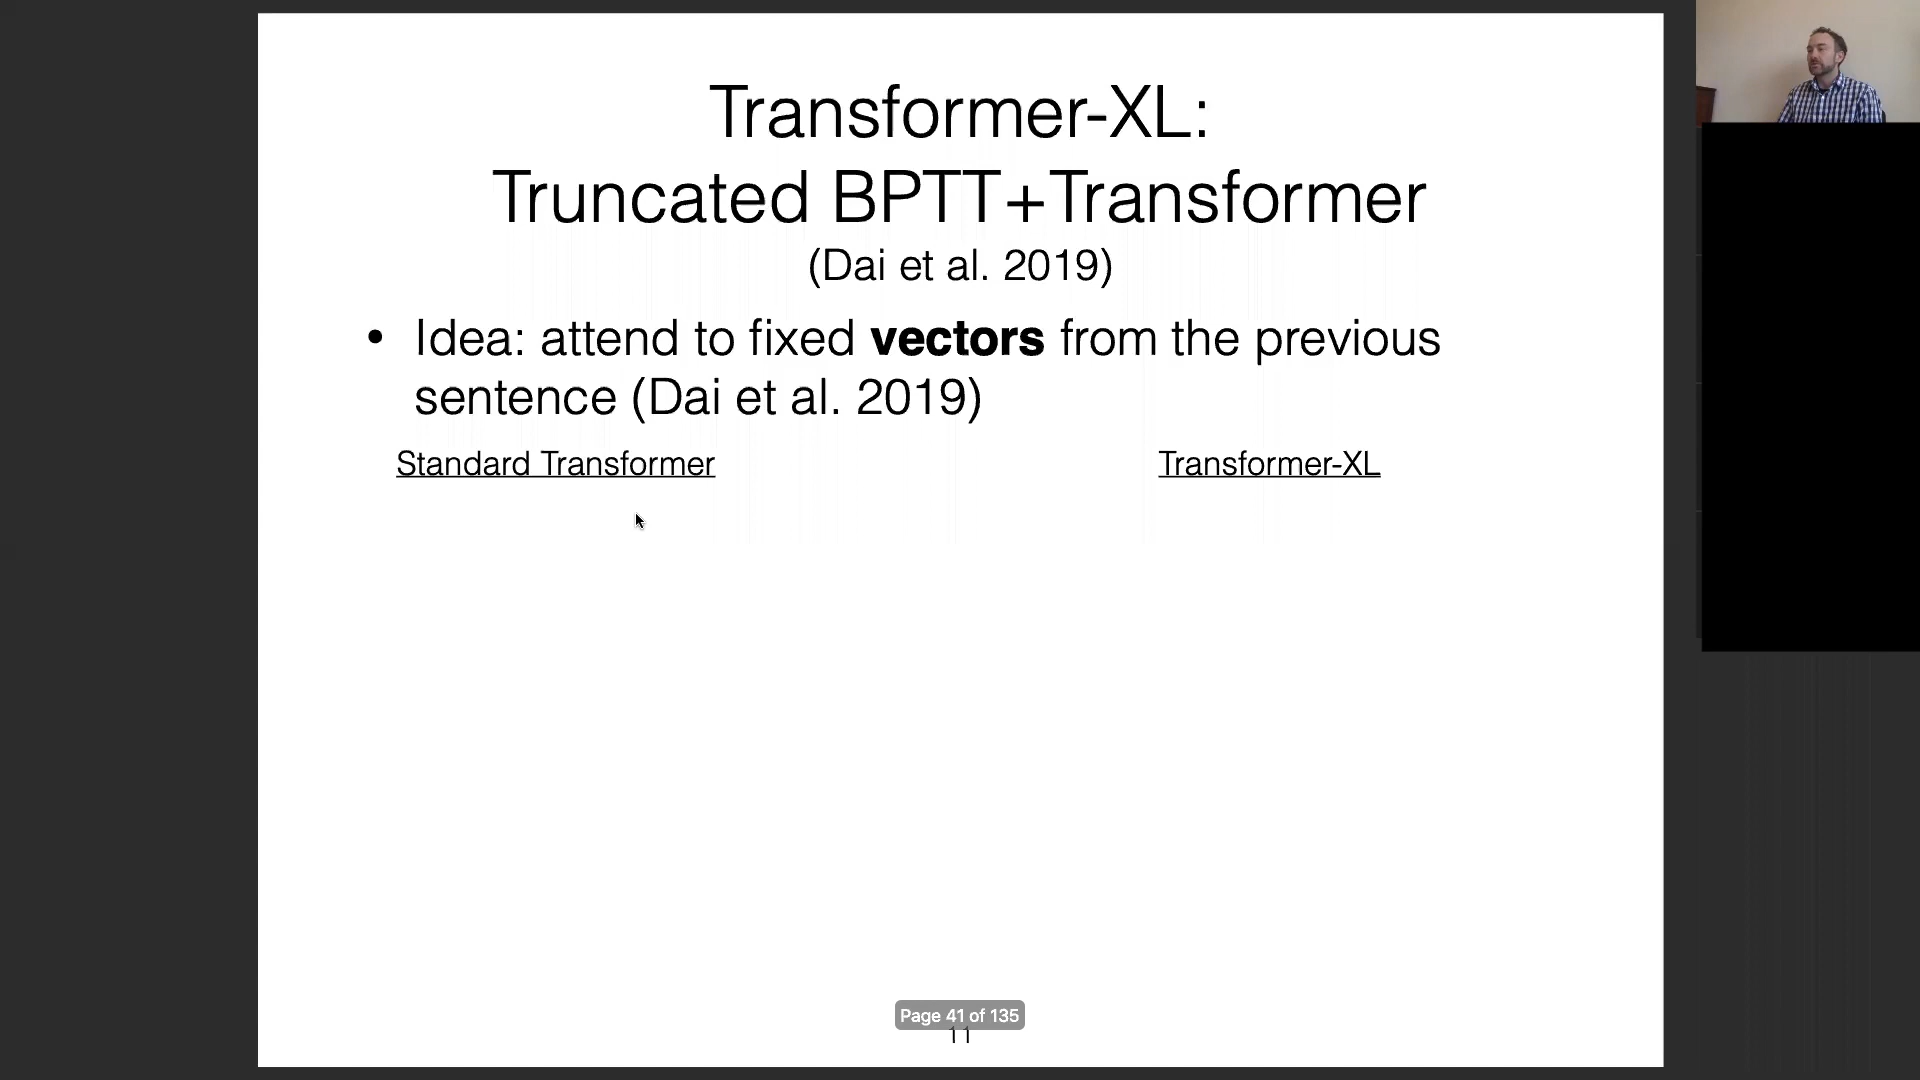 Transformer-XL:
Truncated BPTT+Transformer
(Dai et al. 2019)
• Idea: attend to fixed vectors from the previous
sentence (Dai et al. 2019)
Standard Transformer
Transformer-XL
Page 41 of 135
11